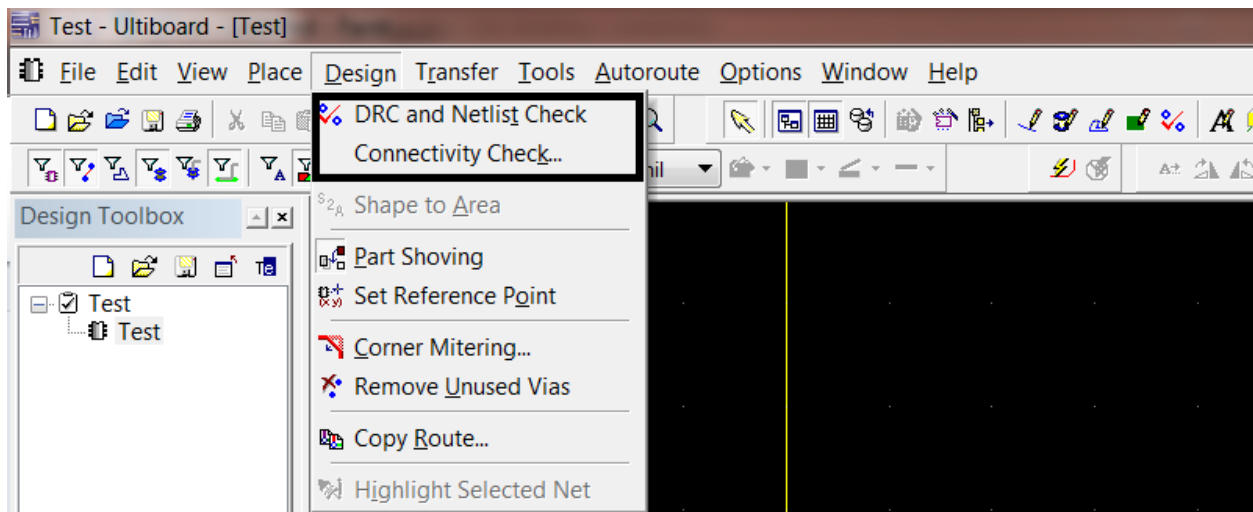 Test - Ultiboard - [Test]
File Edit View Place Design Transfer Tools Autoroute Options Window Help
DRC and Netlist Check
Connectivity Check...
mil
Design Toolbox
Shape to Area
Part Shoving
Set Reference Point
Test
Test
Corner Mitering...
Remove Unused Vias
Copy Route...
Highlight Selected Net